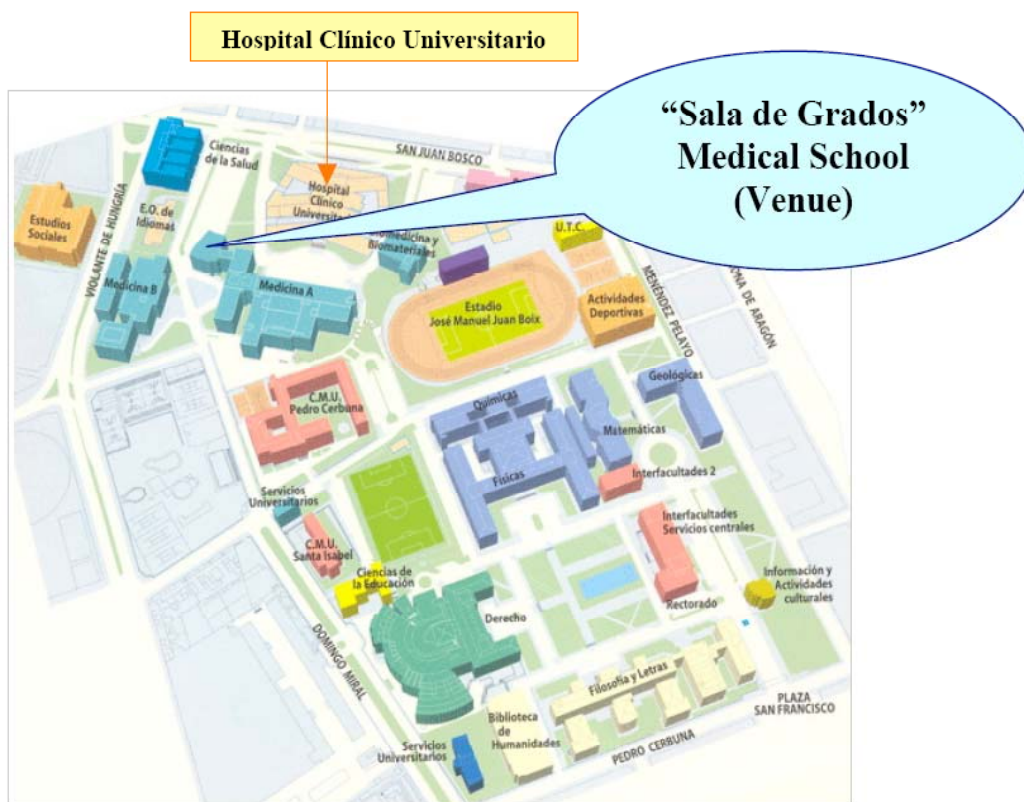 Hospital Clínico Universitario
“Sala de Grados”
Medical School
(Venue)
SAN JUAN BOSCO
Ciencias
de la Salud
Hospital
Clínico
E.O. de
Idiomas
Estudios
Sociales
VIOLANTE DE HUNGRÍA
Biomateriales
U.T.C.
Medicina B
Medicina A
Estadio
José Manuel Juan Boix
Actividades
Deportivas
MENÉNDEZ PELAYO
DE ARAGÓN
Geológicas
C.M.U.
Pedro Cerbuna
Químicas
Matemáticas
Físicas
Interfacultades 2
Servicios
Universitarios
Interfacultades
Servicios centrales
C.M.U.
Santa Isabel
Ciencias de
la Educación
Información y
Actividades
culturales
Rectorado
Derecho
DOMINGO MIRAL
Filosofía y Letras
PLAZA
SAN FRANCISCO
Biblioteca
de
Humanidades
Servicios
Universitarios
PEDRO CERBUNA